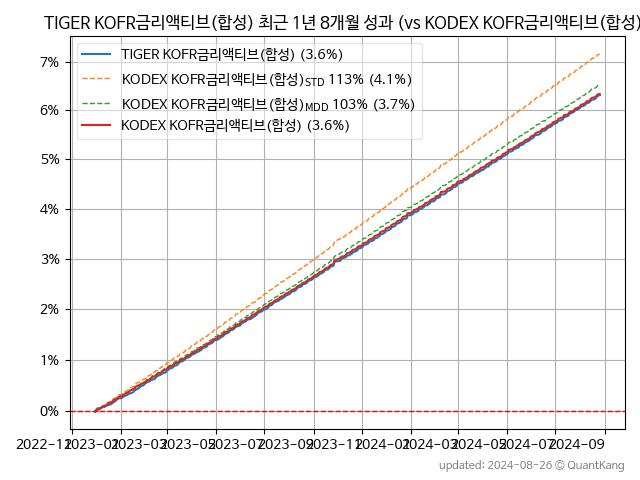 TIGER KOFR금리액티브(합성) 최근 1년 8개월 성과 (vs KODEX KOFR금리액티브(합성)
TIGER KOFR금리액티브(합성) (3.6%)
KODEX KOFR금리액티브(합성)STD 113% (4.1%)
KODEX KOFR금리액티브(합성)MDD 103% (3.7%)
KODEX KOFR금리액티브(합성) (3.6%)
7%
6%
5%
4%
3%
2%
1%
0%
2022-11 2023-01 2023-03 2023-05 2023-07 2023-09 2023-11 2024-01 2024-03 2024-05 2024-07 2024-09
updated: 2024-08-26 © QuantKang